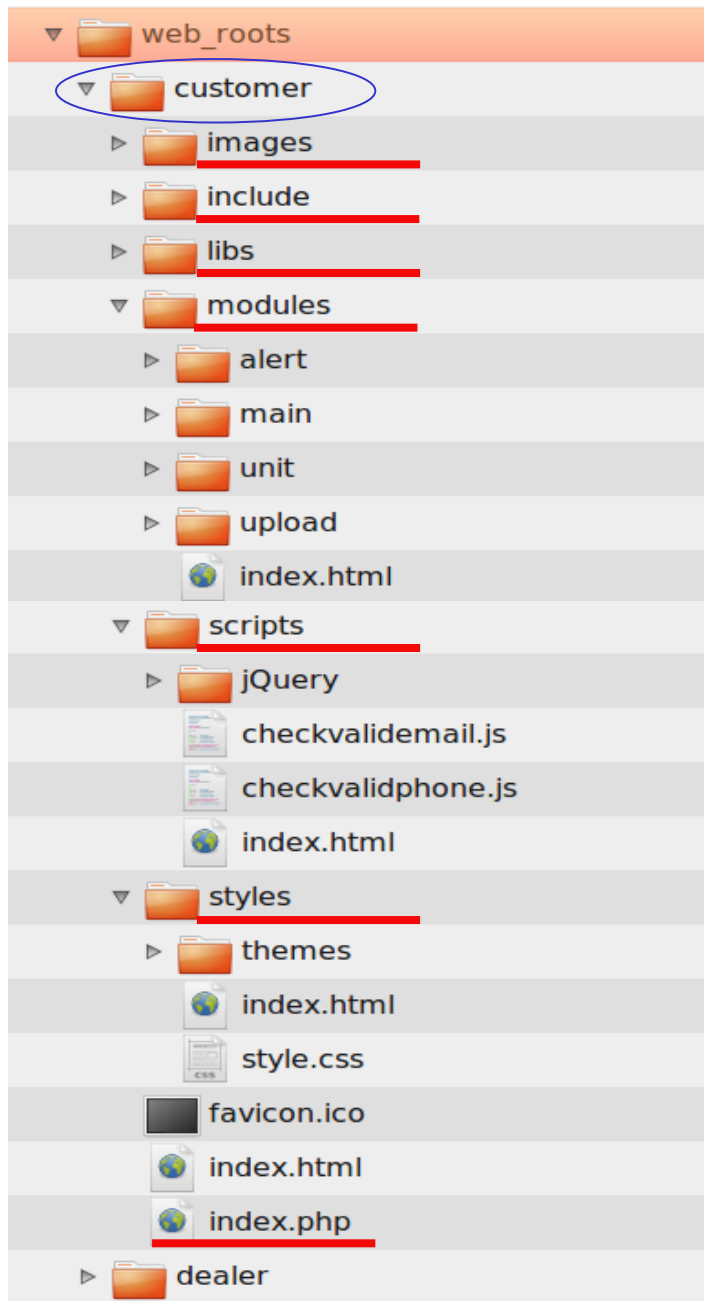 web_roots
customer
images
include
libs
modules
alert
main
unit
upload
index.html
scripts
jQuery
checkvalidemail.js
checkvalidphone.js
index.html
styles
themes
index.html
style.css
favicon.ico
index.html
index.php
dealer